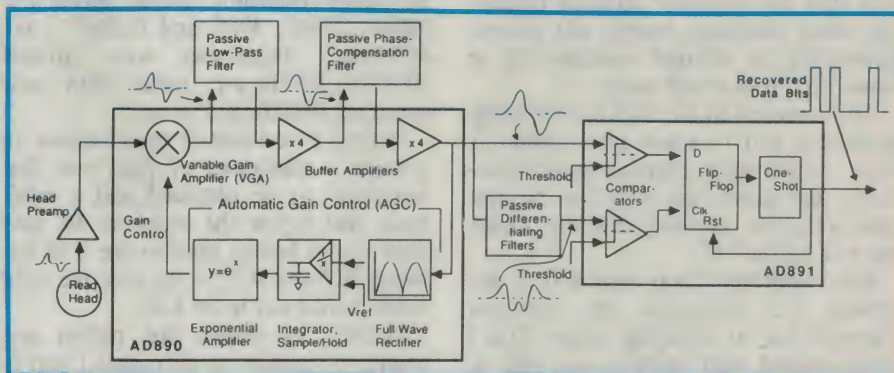 Passive
Low-Pass
Filter
Passive Phase-
Compensation
Filter
Recovered
Data Bits
x 4
x 4
Variable Gain
Amplifier (VGA)
Buffer Amplifiers
Head
Preamp
Gain
Control
Automatic Gain Control (AGC)
Read
Head
y=e^x
Vref
Exponential
Amplifier
Integrator,
Sample/Hold
Full-Wave
Rectifier
AD890
Threshold
Compar-
ators
Passive
Differen-
tiating
Filters
Threshold
D
Flip-
Flop
Clk
Rst
One-
Shot
AD891